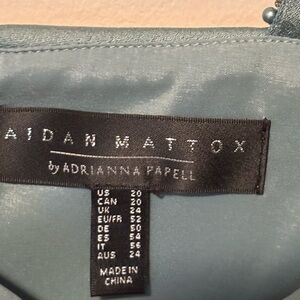 AIDAN MATTOX
by ADRIANNA PAPELL
US 20
CAN 20
UK 24
EU/FR 52
DE 50
ES 54
IT 56
AUS 24
MADE IN
CHINA